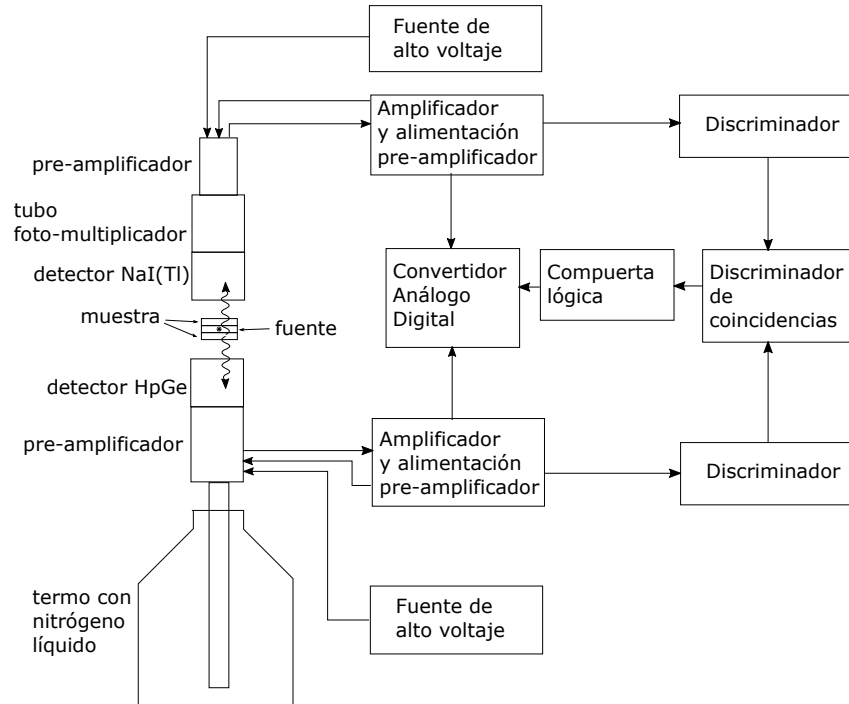 Fuente de
alto voltaje
Amplificador
y alimentación
pre-amplificador
Discriminador
pre-amplificador
tubo
foto-multiplicador
detector NaI(Tl)
Convertidor
Análogo
Digital
Compuerta
lógica
Discriminador
de
coincidencias
muestra
fuente
detector HpGe
pre-amplificador
Amplificador
y alimentación
pre-amplificador
Discriminador
termo con
nitrógeno
líquido
Fuente de
alto voltaje